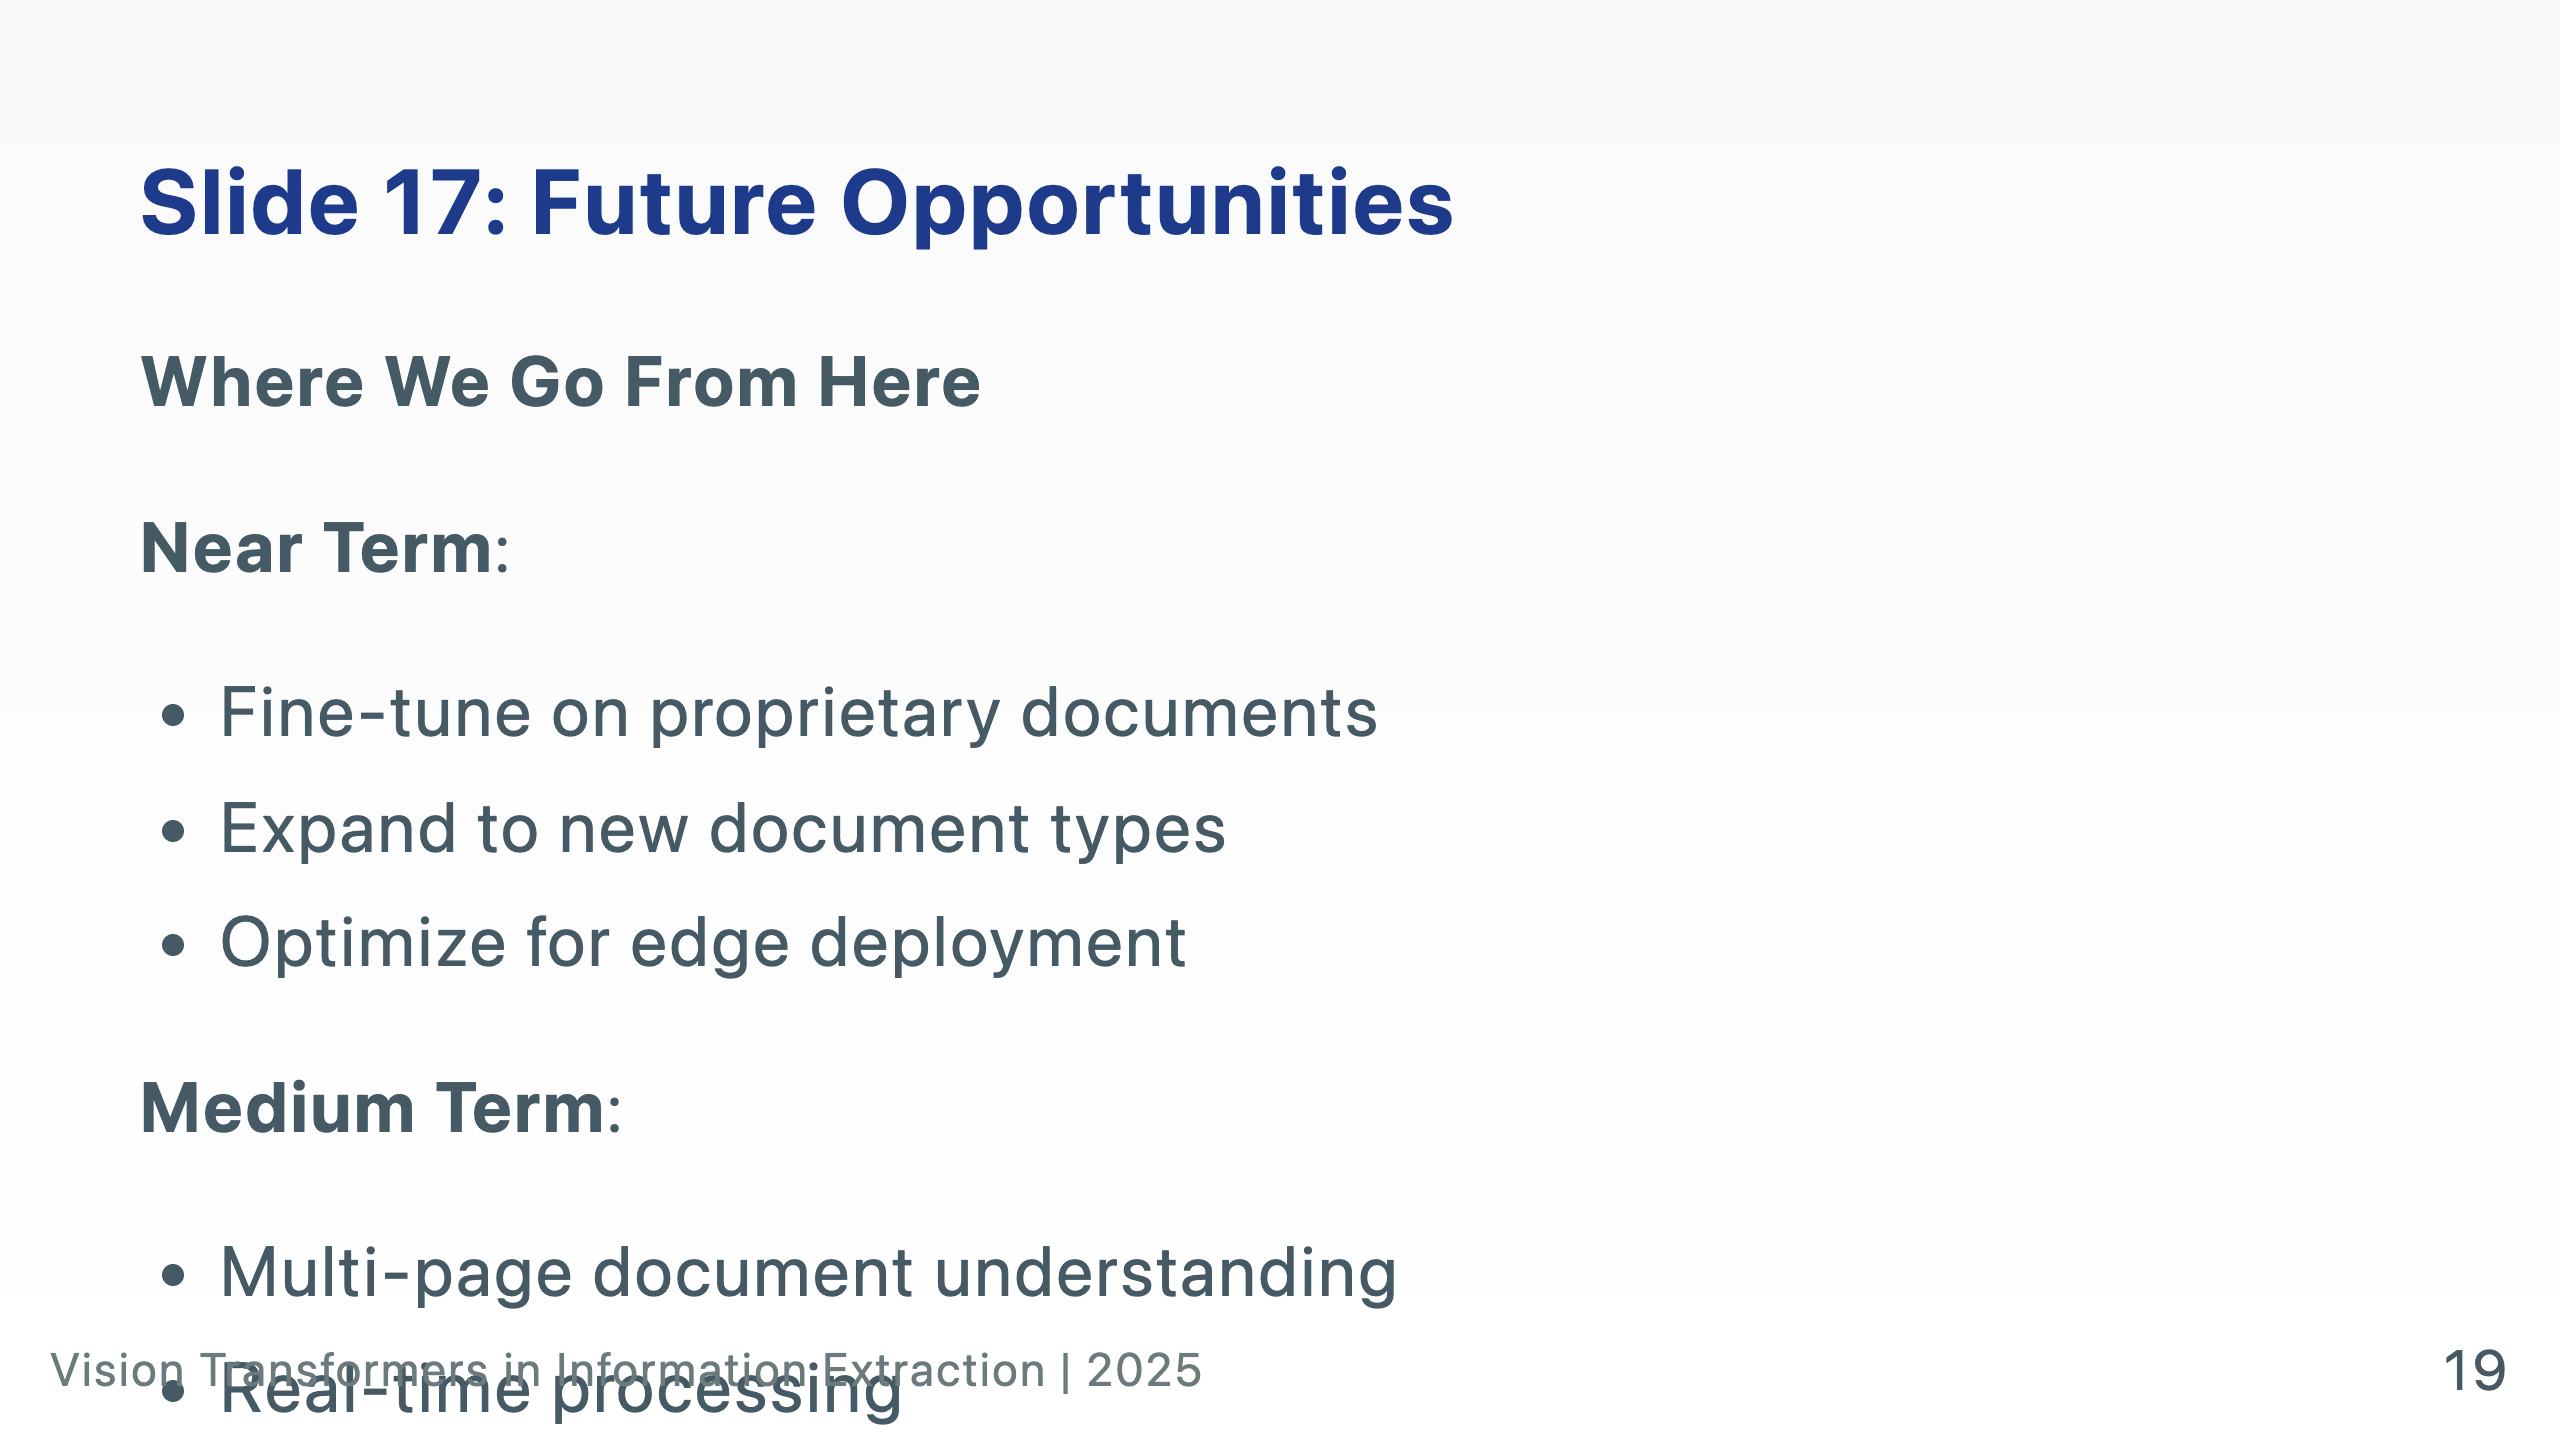 Slide 17: Future Opportunities
Where We Go From Here
Near Term:
• Fine-tune on proprietary documents
• Expand to new document types
• Optimize for edge deployment
Medium Term:
• Multi-page document understanding
• Real-time processing
Vision Transformers in Information Extraction | 2025
19